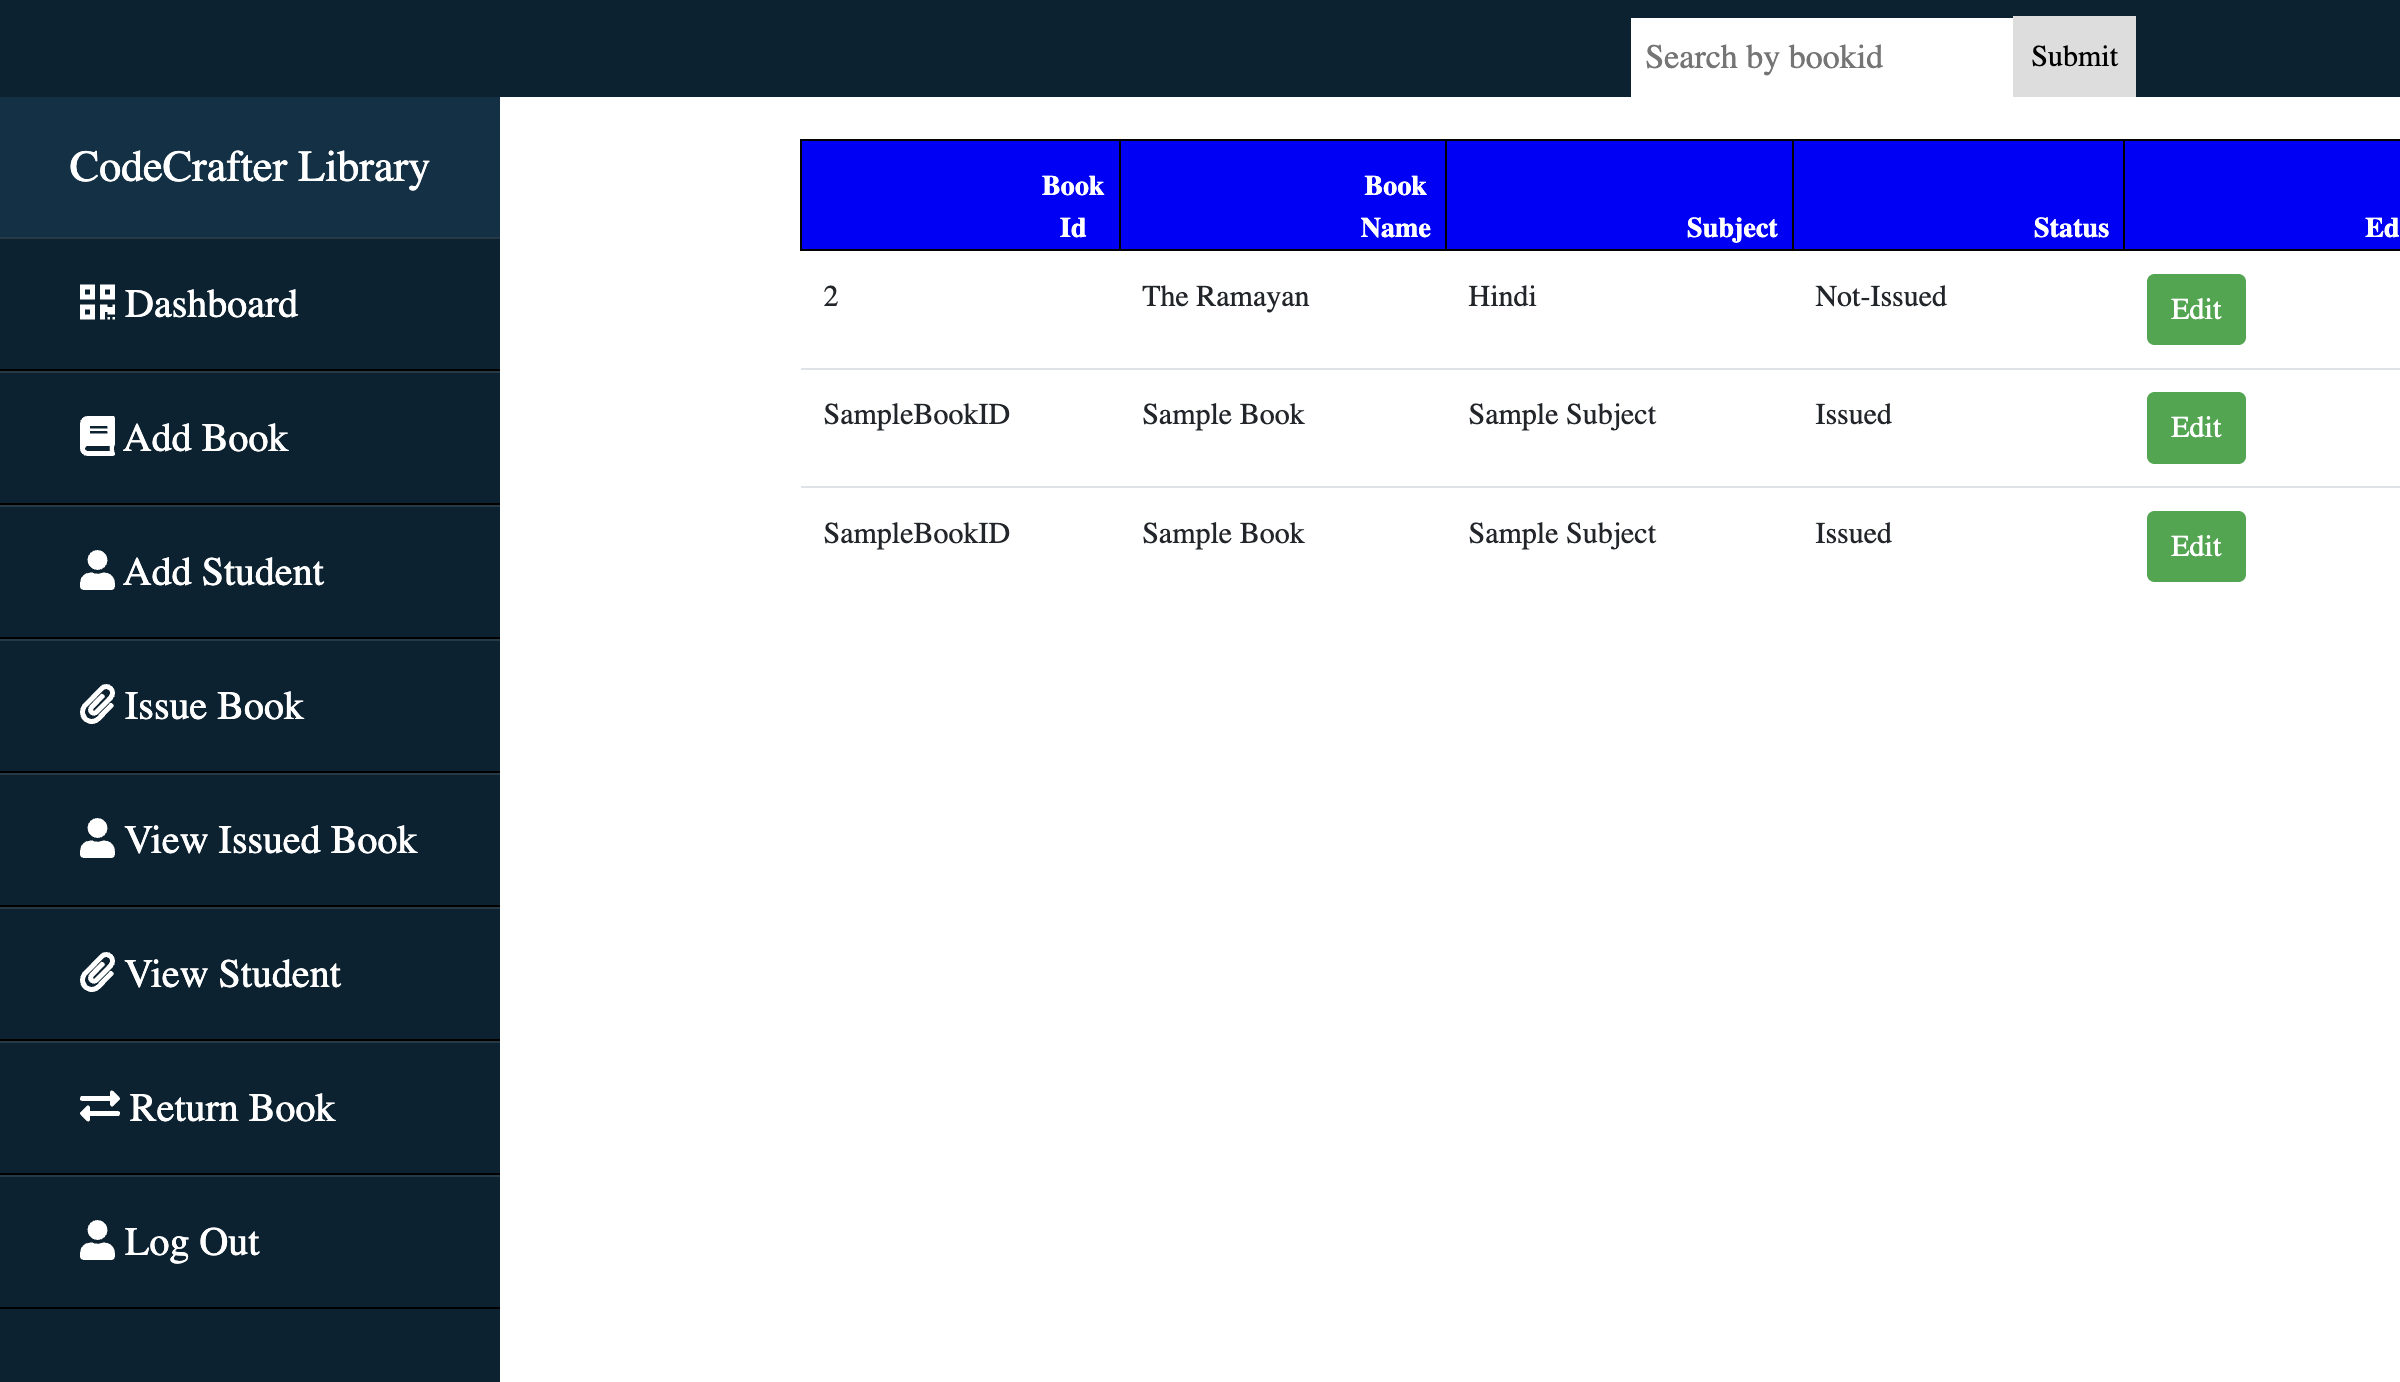 Search by bookid Submit
CodeCrafter Library
Dashboard
Add Book
Add Student
Issue Book
View Issued Book
View Student
Return Book
Log Out
Book Id Book Name Subject Status Ed
2 The Ramayan Hindi Not-Issued Edit
SampleBookID Sample Book Sample Subject Issued Edit
SampleBookID Sample Book Sample Subject Issued Edit